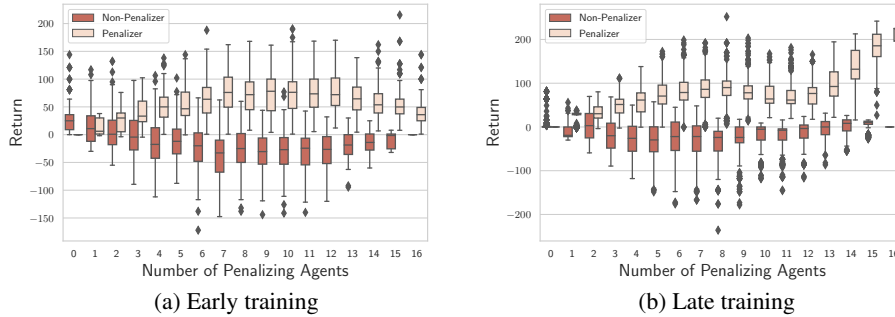 Non-Penalizer
Penalizer
200
150
100
50
0
−50
−100
−150
Return
0 1 2 3 4 5 6 7 8 9 10 11 12 13 14 15 16
Number of Penalizing Agents
(a) Early training
Non-Penalizer
Penalizer
200
100
0
−100
−200
Return
0 1 2 3 4 5 6 7 8 9 10 11 12 13 14 15 16
Number of Penalizing Agents
(b) Late training